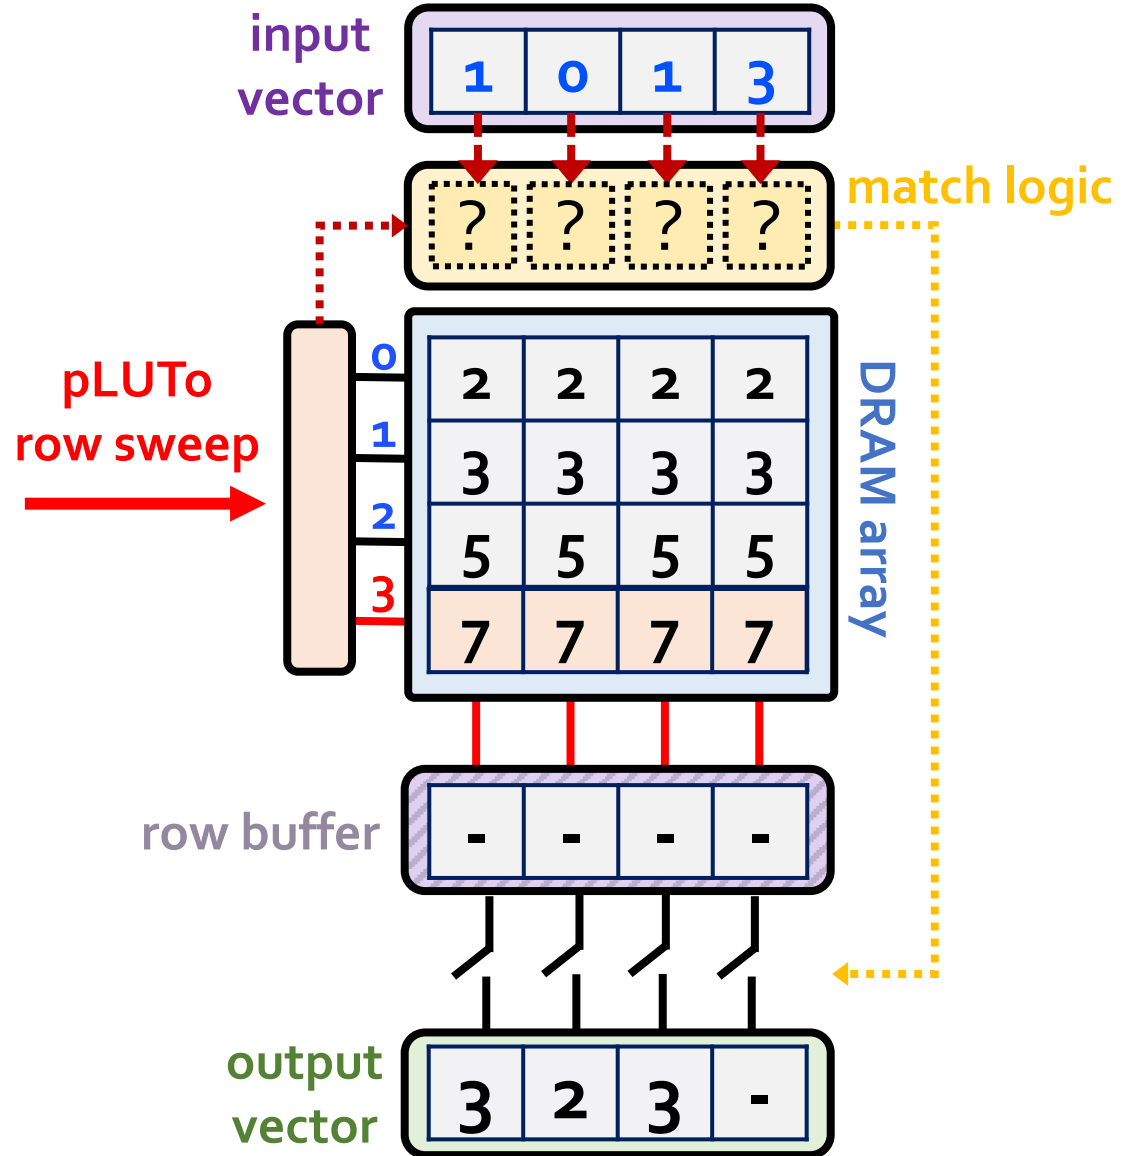 input
vector
1 0 1 3
? ? ? ?
match logic
pLUTo
row sweep
0
1
2
3
2 2 2 2
3 3 3 3
5 5 5 5
7 7 7 7
DRAM array
row buffer
- - - -
output
vector
3 2 3 -